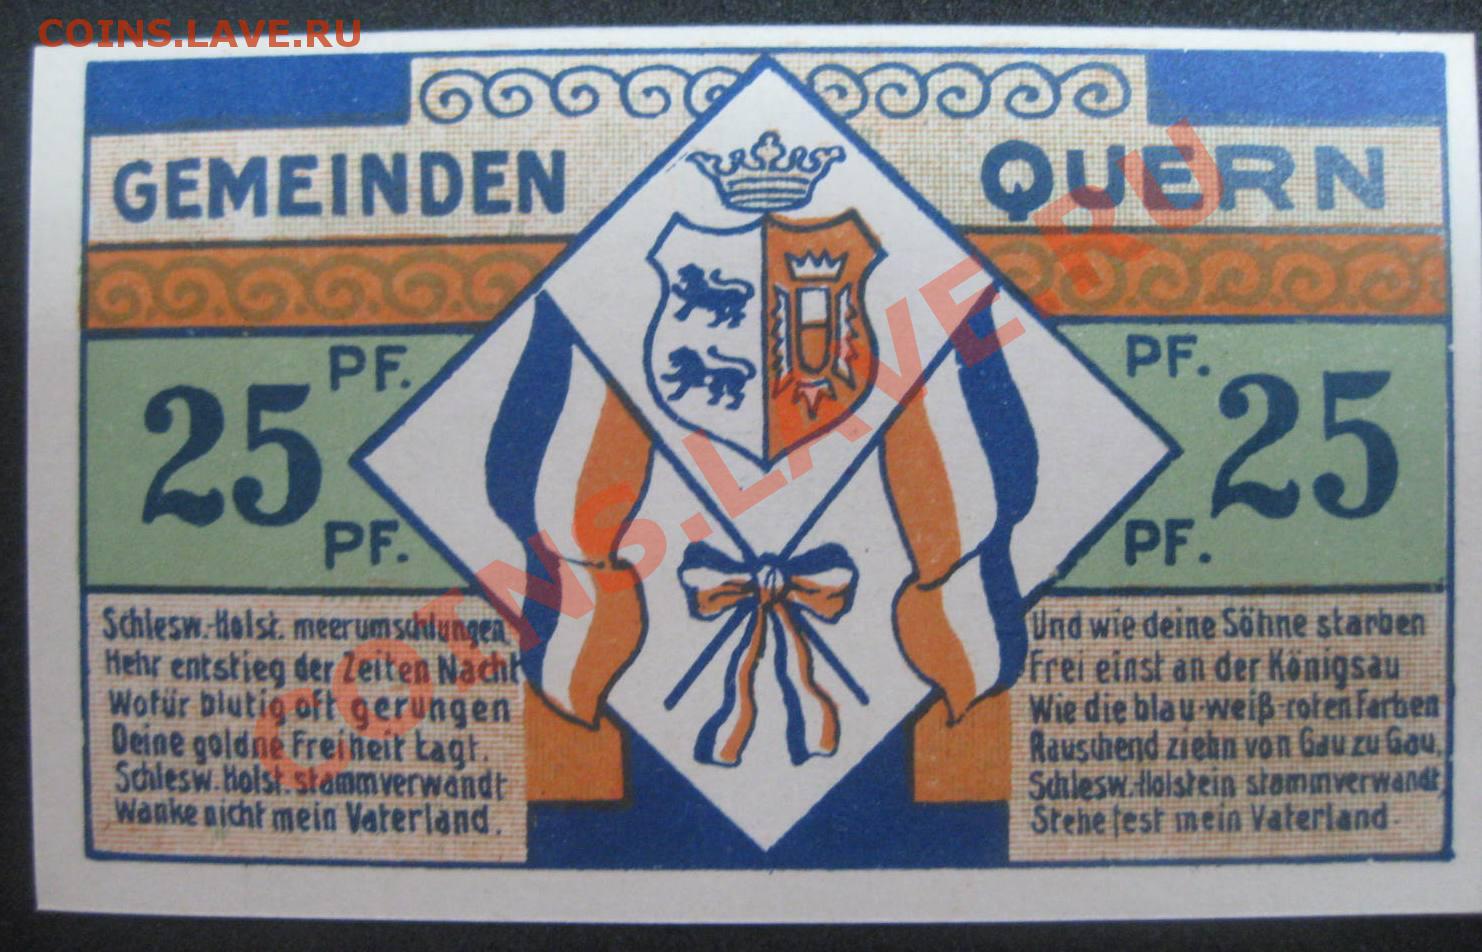 COINS.LAVE.RU
GEMEINDEN QUERN
PF.
25
PF.
PF.
25
PF.
Schlesw.-Holst. meerumschlungen
Hehr entstieg der Zeiten Nacht
Wofür blutig oft gerungen
Deine goldne Freiheit tagt.
Schlesw.-Holst. stammverwandt
Wanke nicht mein Vaterland.
Und wie deine Söhne starben
Frei einst an der Königsau
Wie die blau-weiß-roten Farben
Rauschend ziehn von Gau zu Gau.
Schlesw.-Holstein stammverwandt
Stehe fest mein Vaterland.
COINS.LAVE.RU